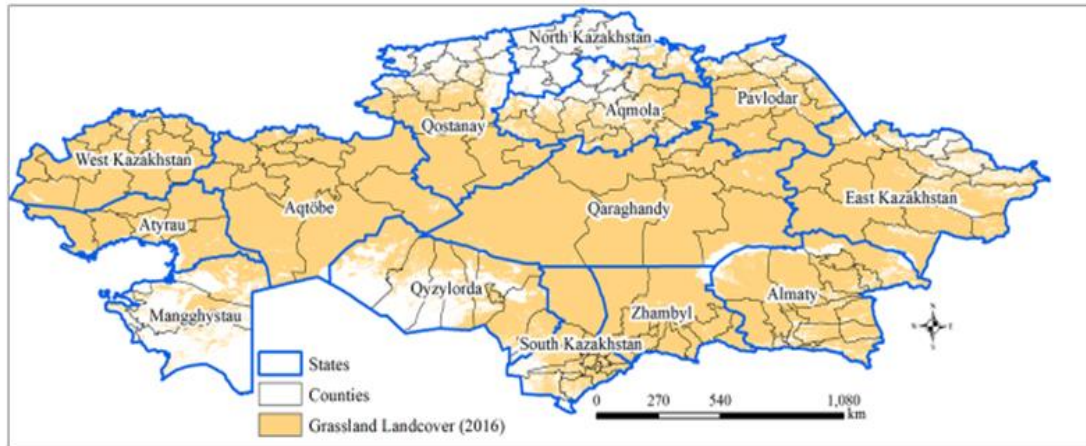 North Kazakhstan
Pavlodar
Aqmola
Qostanay
West Kazakhstan
East Kazakhstan
Aqtöbe
Qaraghandy
Atyrau
Qyzylorda
Almaty
Mangghystau
Zhambyl
South Kazakhstan
N
W E
S
States
Counties
Grassland Landcover (2016)
0 270 540 1,080
km